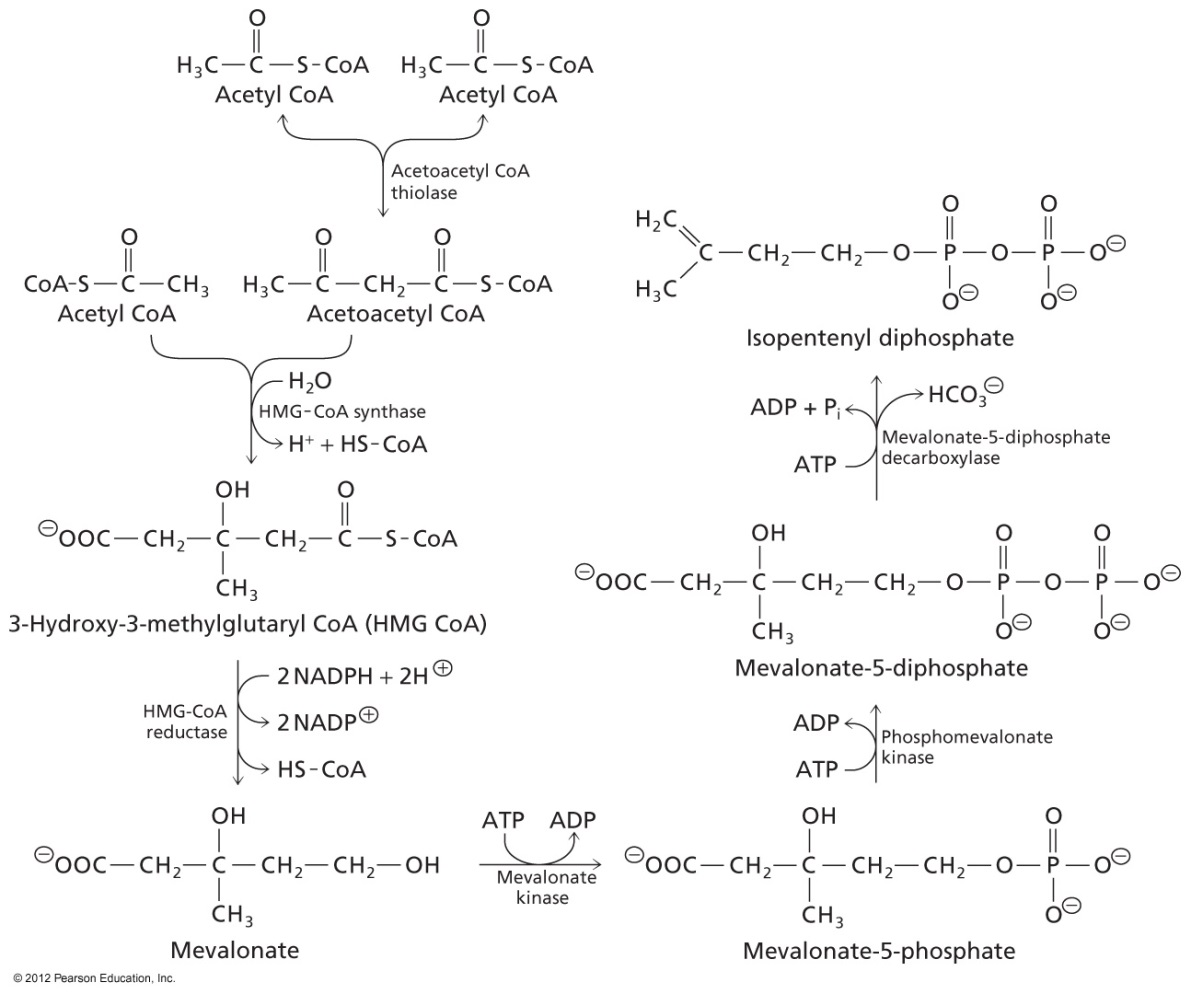 O O
H₃C—C—S-CoA H₃C—C—S-CoA
Acetyl CoA Acetyl CoA
Acetoacetyl CoA
thiolase
O O O
CoA-S—C—CH₃ H₃C—C—CH₂—C—S-CoA
Acetyl CoA Acetoacetyl CoA
H₂O
HMG-CoA synthase
H⁺ + HS-CoA
OH O
⊖OOC—CH₂—C—CH₂—C—S-CoA
CH₃
3-Hydroxy-3-methylglutaryl CoA (HMG CoA)
2 NADPH + 2H⊕
HMG-CoA
reductase
2 NADP⊕
HS-CoA
OH
⊖OOC—CH₂—C—CH₂—CH₂—OH
CH₃
Mevalonate
ATP ADP
Mevalonate
kinase
OH O
⊖OOC—CH₂—C—CH₂—CH₂—O—P—O⊖
CH₃ O⊖
Mevalonate-5-phosphate
ADP
ATP
Phosphomevalonate
kinase
OH O O
⊖OOC—CH₂—C—CH₂—CH₂—O—P—O—P—O⊖
CH₃ O⊖ O⊖
Mevalonate-5-diphosphate
HCO₃⊖
ADP + Pᵢ
ATP
Mevalonate-5-diphosphate
decarboxylase
H₂C O O
C—CH₂—CH₂—O—P—O—P—O⊖
H₃C O⊖ O⊖
Isopentenyl diphosphate
© 2012 Pearson Education, Inc.